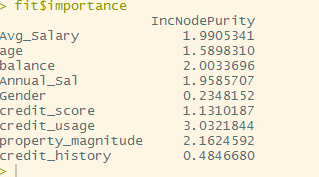 > fit$importance
IncNodePurity
Avg_Salary 1.9905341
age 1.5898310
balance 2.0033696
Annual_Sal 1.9585707
Gender 0.2348152
credit_score 1.1310187
credit_usage 3.0321844
property_magnitude 2.1624592
credit_history 0.4846680
>